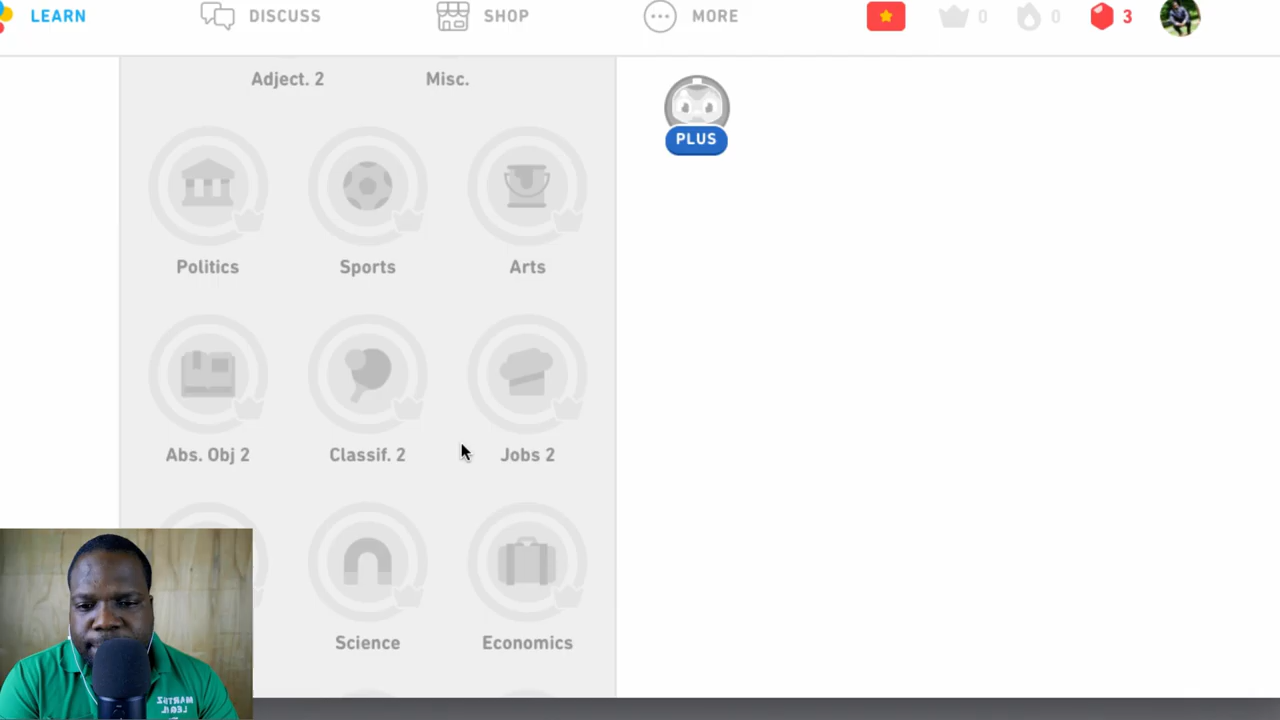 LEARN DISCUSS SHOP MORE 0 0 3
Adject. 2 Misc.
PLUS
Politics Sports Arts
Abs. Obj 2 Classif. 2 Jobs 2
Science Economics